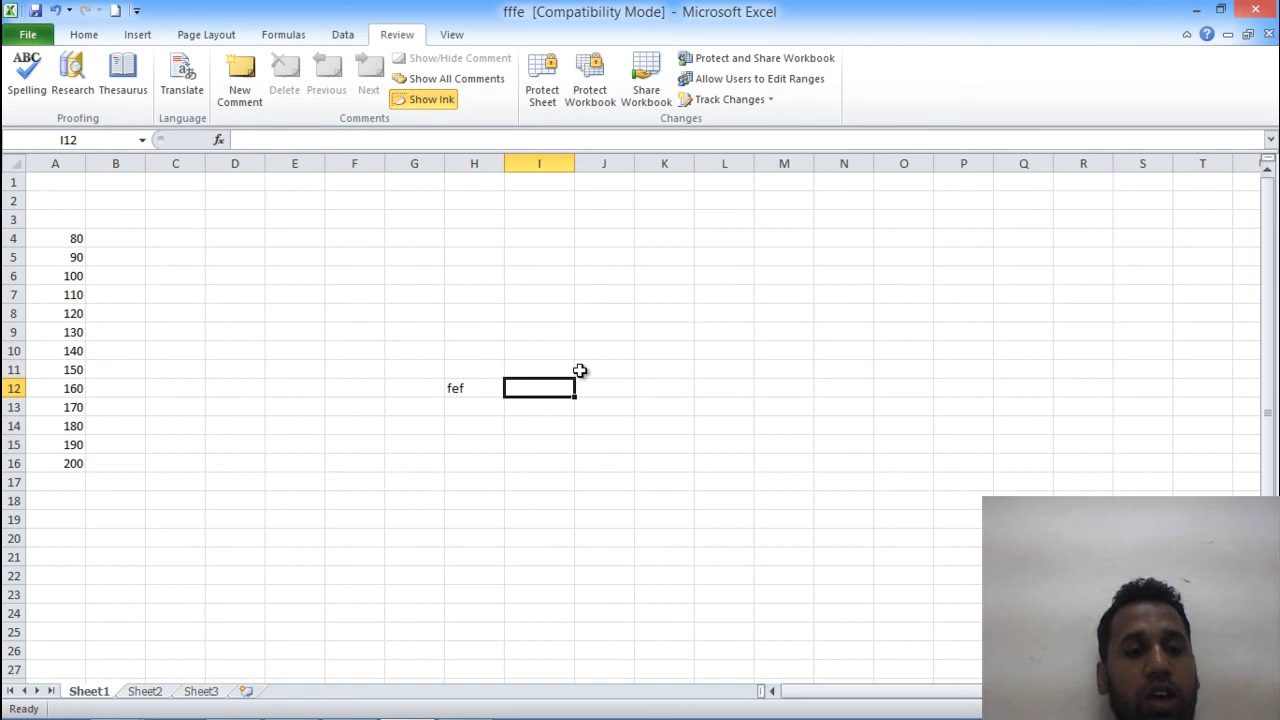 fffe [Compatibility Mode] - Microsoft Excel
File Home Insert Page Layout Formulas Data Review View
ABC
Spelling Research Thesaurus Translate New Comment Delete Previous Next Show/Hide Comment Show All Comments Show Ink Protect Sheet Protect Workbook Share Workbook Protect and Share Workbook Allow Users to Edit Ranges Track Changes
Proofing Language Comments Changes
I12 fx
A B C D E F G H I J K L M N O P Q R S T
1
2
3
4 80
5 90
6 100
7 110
8 120
9 130
10 140
11 150
12 160 fef
13 170
14 180
15 190
16 200
17
18
19
20
21
22
23
24
25
26
27
Sheet1 Sheet2 Sheet3
Ready